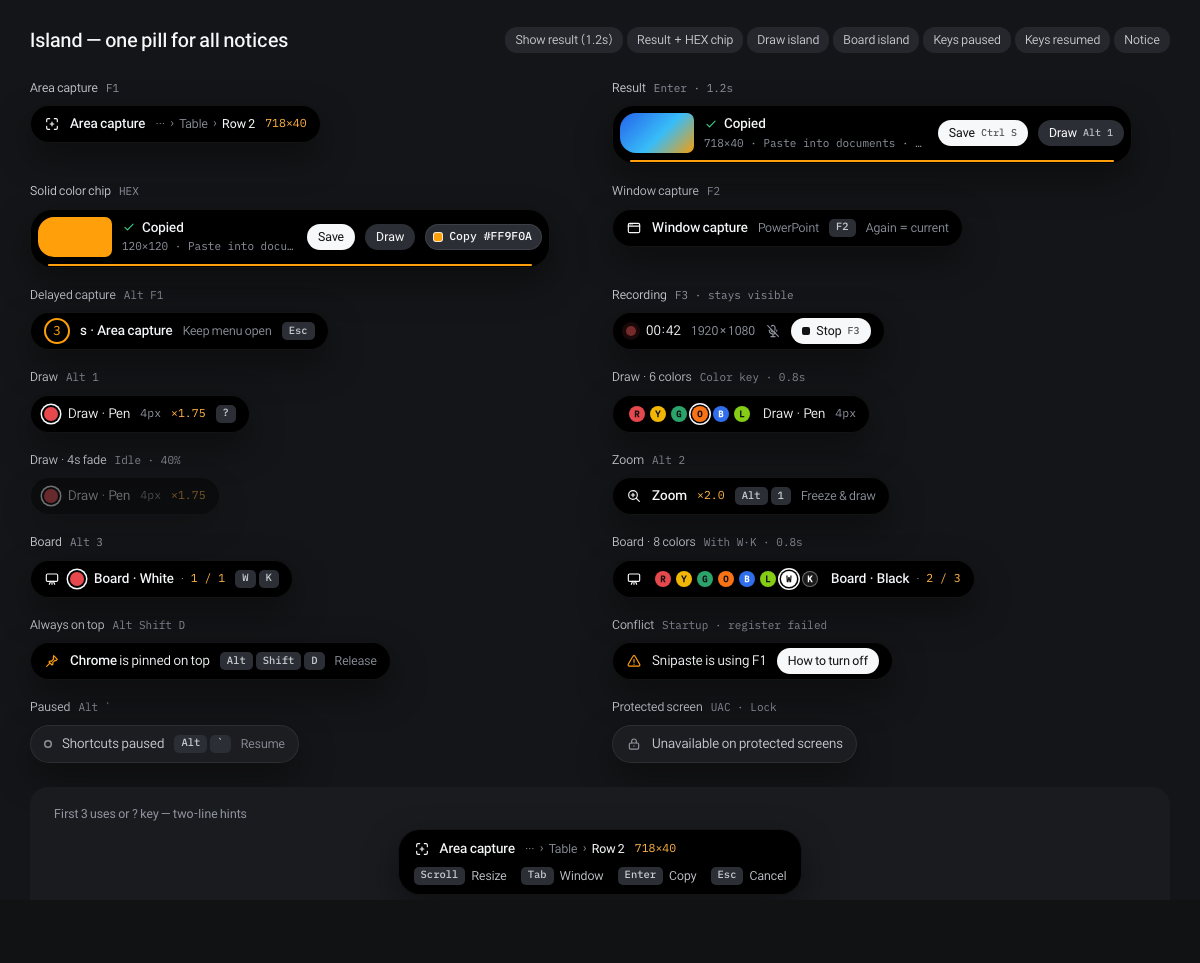 Island — one pill for all notices
Show result (1.2s) Result + HEX chip Draw island Board island Keys paused Keys resumed Notice
Area capture F1
Area capture ··· › Table › Row 2 718×40
Result Enter · 1.2s
Copied
718×40 · Paste into documents · …
Save Ctrl S Draw Alt 1
Solid color chip HEX
Copied
120×120 · Paste into docu…
Save Draw Copy #FF9F0A
Window capture F2
Window capture PowerPoint F2 Again = current
Delayed capture Alt F1
3 s · Area capture Keep menu open Esc
Recording F3 · stays visible
00:42 1920×1080 Stop F3
Draw Alt 1
Draw · Pen 4px ×1.75 ?
Draw · 6 colors Color key · 0.8s
R Y G O B L Draw · Pen 4px
Draw · 4s fade Idle · 40%
Draw · Pen 4px ×1.75
Zoom Alt 2
Zoom ×2.0 Alt 1 Freeze & draw
Board Alt 3
Board · White · 1 / 1 W K
Board · 8 colors With W·K · 0.8s
R Y G O B L W K Board · Black · 2 / 3
Always on top Alt Shift D
Chrome is pinned on top Alt Shift D Release
Conflict Startup · register failed
Snipaste is using F1 How to turn off
Paused Alt `
Shortcuts paused Alt ` Resume
Protected screen UAC · Lock
Unavailable on protected screens
First 3 uses or ? key — two-line hints
Area capture ··· › Table › Row 2 718×40
Scroll Resize Tab Window Enter Copy Esc Cancel